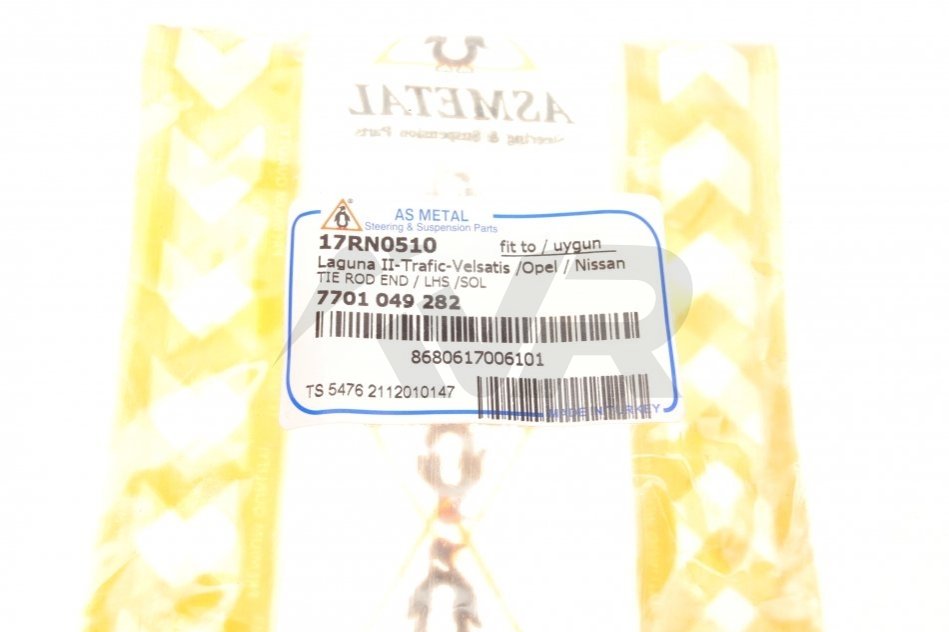 ASMETAL
Steering & Suspension Parts
AS METAL
Steering & Suspension Parts
17RN0510 fit to / uygun
Laguna II-Trafic-Velsatis /Opel / Nissan
TIE ROD END / LHS /SOL
7701 049 282
8680617006101
TS 5476 2112010147
MADE IN TURKEY
AVR